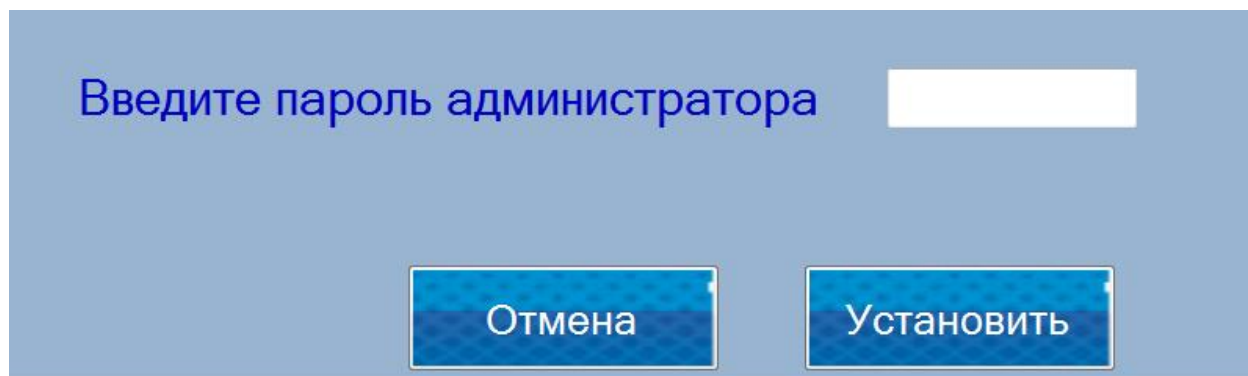 Введите пароль администратора
Отмена
Установить